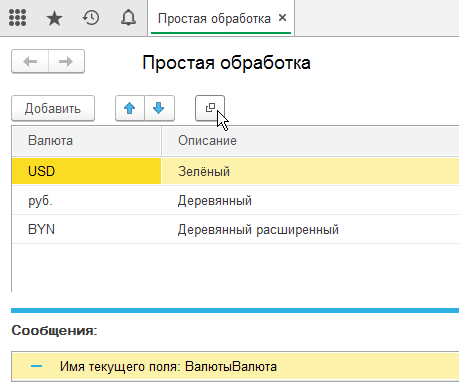 Простая обработка ×
Простая обработка
Добавить
Валюта Описание
USD Зелёный
руб. Деревянный
BYN Деревянный расширенный
Сообщения:
— Имя текущего поля: ВалютыВалюта